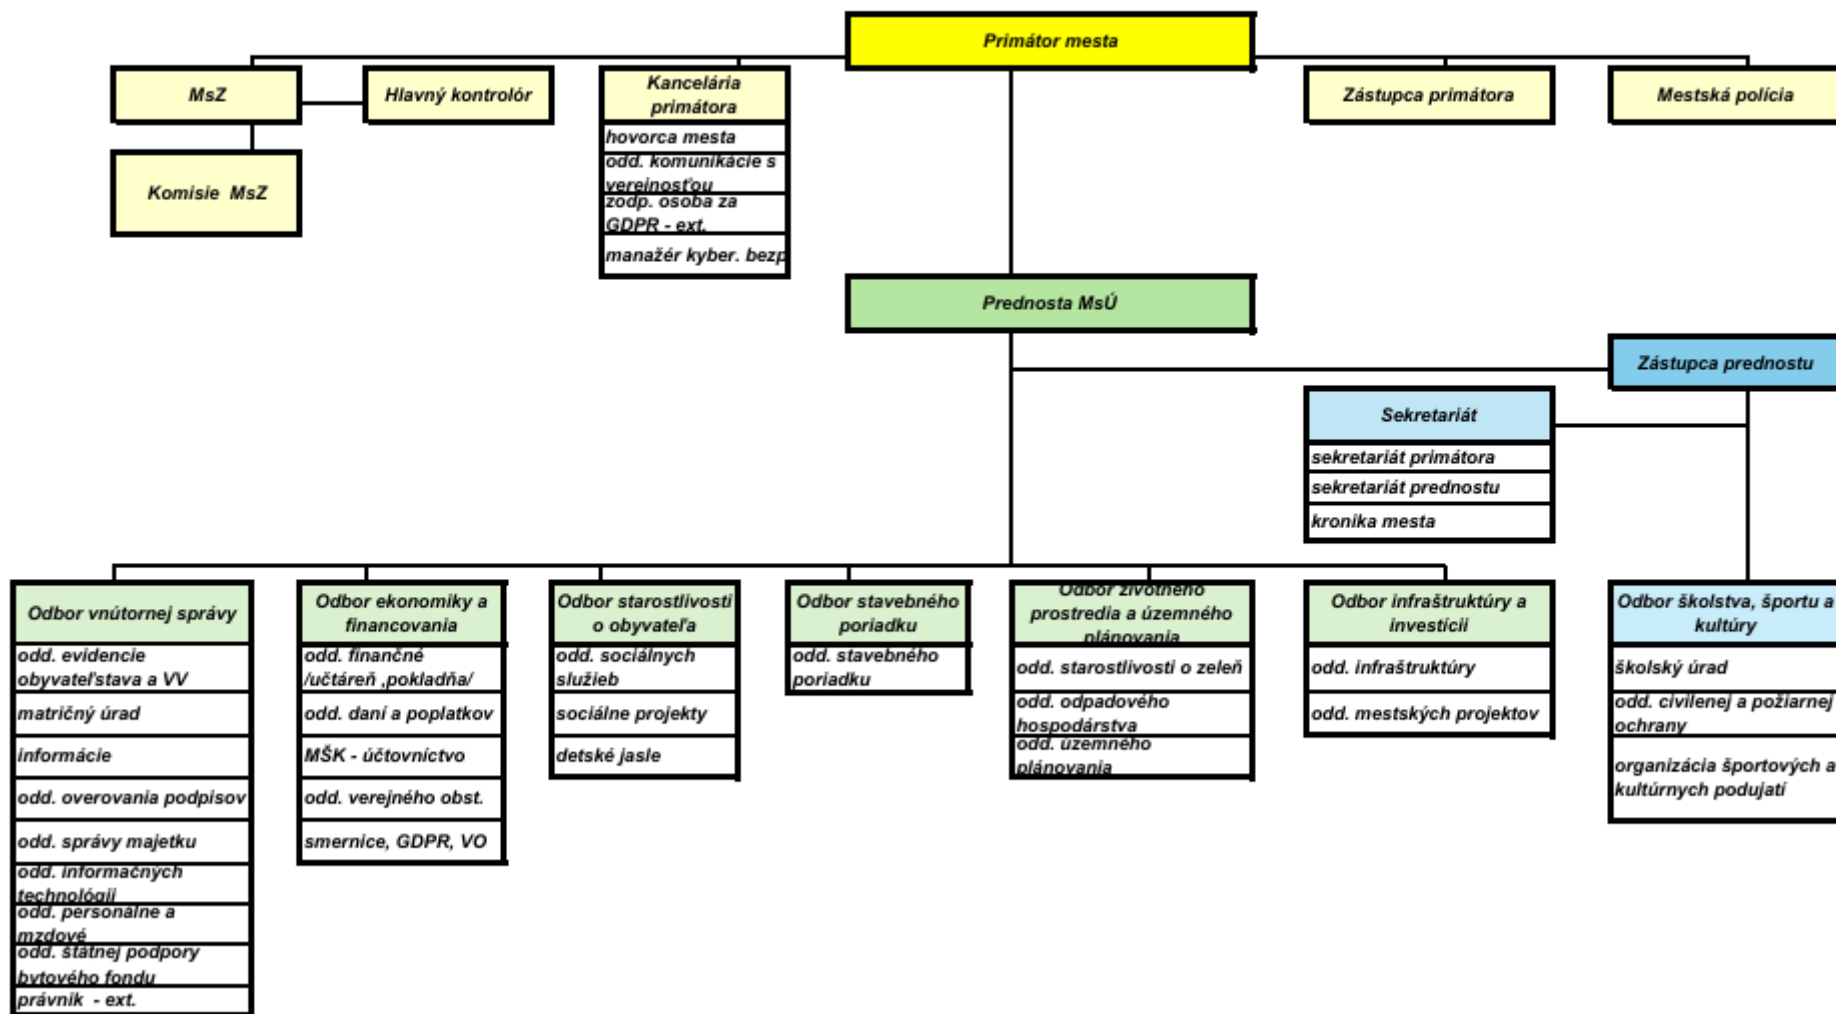 Primátor mesta
MsZ
Hlavný kontrolór
Kancelária
primátora
hovorca mesta
odd. komunikácie s
verejnosťou
zodp. osoba za
GDPR - ext.
manažér kyber. bezp
Zástupca primátora
Mestská polícia
Komisie MsZ
Prednosta MsÚ
Zástupca prednostu
Sekretariát
sekretariát primátora
sekretariát prednostu
kronika mesta
Odbor vnútornej správy
odd. evidencie
obyvateľstava a VV
matričný úrad
informácie
odd. overovania podpisov
odd. správy majetku
odd. informačných
technológii
odd. personálne a
mzdové
odd. štátnej podpory
bytového fondu
právnik - ext.
Odbor ekonomiky a
financovania
odd. finančné
/učtáreň ,pokladňa/
odd. daní a poplatkov
MŠK - účtovníctvo
odd. verejného obst.
smernice, GDPR, VO
Odbor starostlivosti
o obyvateľa
odd. sociálnych
služieb
sociálne projekty
detské jasle
Odbor stavebného
poriadku
odd. stavebného
poriadku
Odbor životného
prostredia a územného
plánovania
odd. starostlivosti o zeleň
odd. odpadového
hospodárstva
odd. územného
plánovania
Odbor infraštruktúry a
investícii
odd. infraštruktúry
odd. mestských projektov
Odbor školstva, športu a
kultúry
školský úrad
odd. civilenej a požiarnej
ochrany
organizácia športových a
kultúrnych podujatí